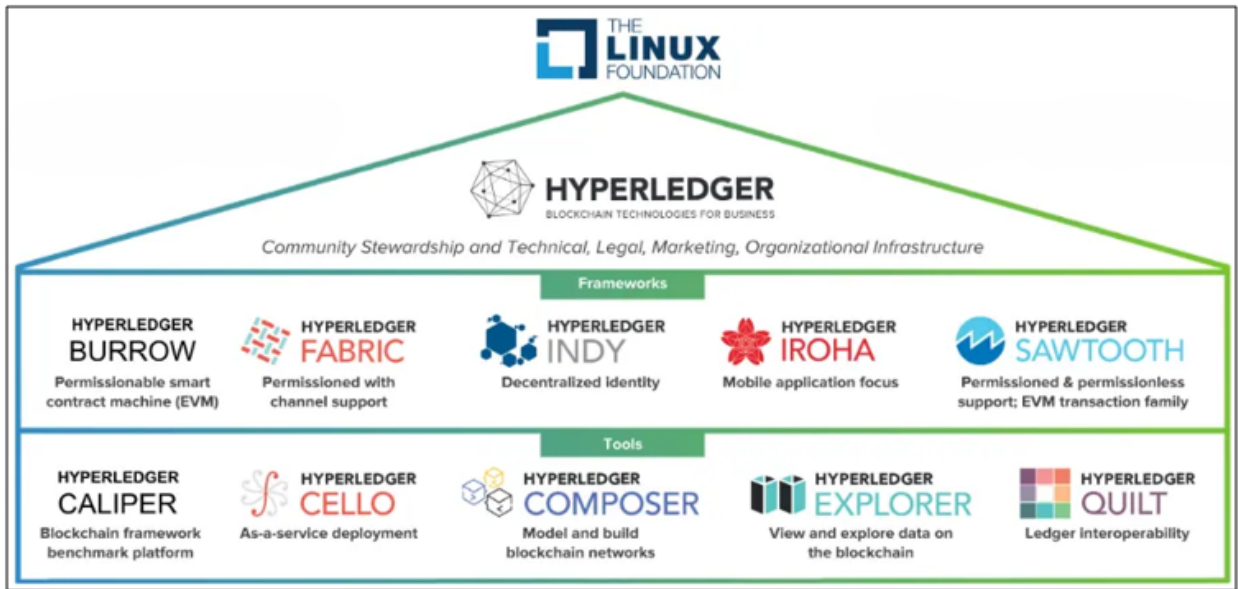 THE
LINUX
FOUNDATION
HYPERLEDGER
BLOCKCHAIN TECHNOLOGIES FOR BUSINESS
Community Stewardship and Technical, Legal, Marketing, Organizational Infrastructure
Frameworks
HYPERLEDGER
BURROW
Permissionable smart
contract machine (EVM)
HYPERLEDGER
FABRIC
Permissioned with
channel support
HYPERLEDGER
INDY
Decentralized identity
HYPERLEDGER
IROHA
Mobile application focus
HYPERLEDGER
SAWTOOTH
Permissioned & permissionless
support; EVM transaction family
Tools
HYPERLEDGER
CALIPER
Blockchain framework
benchmark platform
HYPERLEDGER
CELLO
As-a-service deployment
HYPERLEDGER
COMPOSER
Model and build
blockchain networks
HYPERLEDGER
EXPLORER
View and explore data on
the blockchain
HYPERLEDGER
QUILT
Ledger interoperability